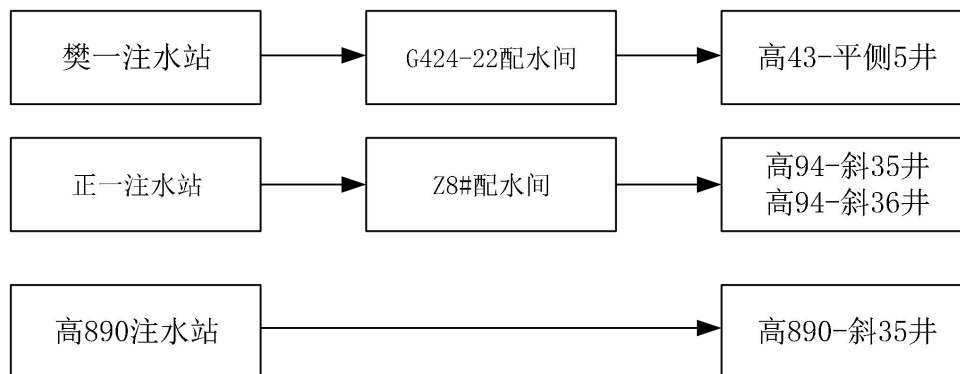 樊一注水站
G424-22配水间
高43-平侧5井
正一注水站
Z8#配水间
高94-斜35井
高94-斜36井
高890注水站
高890-斜35井